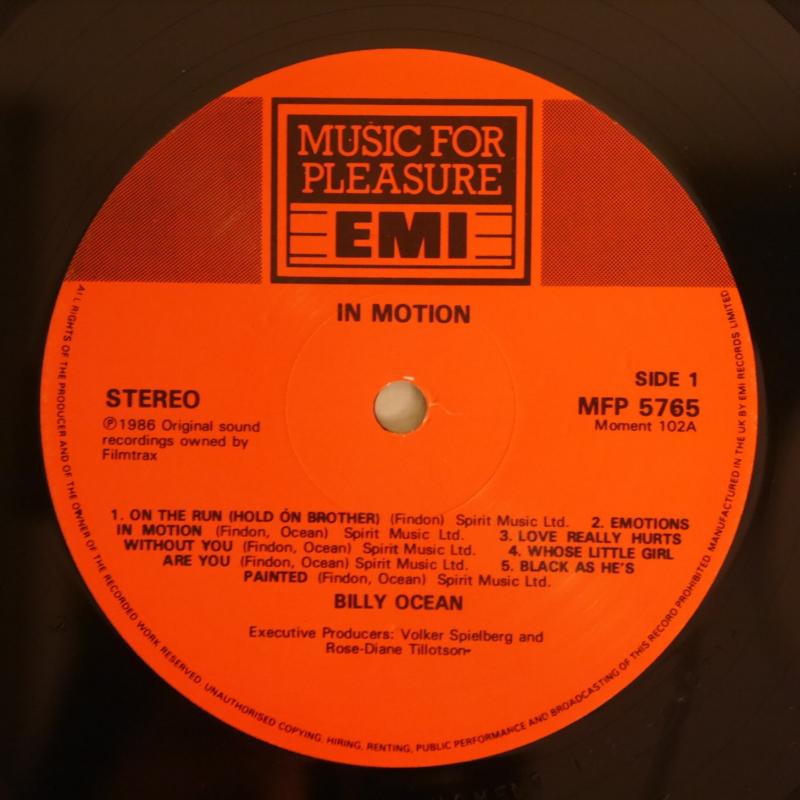 MUSIC FOR
PLEASURE
EMI
IN MOTION
STEREO
℗1986 Original sound
recordings owned by
Filmtrax
SIDE 1
MFP 5765
Moment 102A
1. ON THE RUN (HOLD ON BROTHER) (Findon) Spirit Music Ltd. 2. EMOTIONS
IN MOTION (Findon, Ocean) Spirit Music Ltd. 3. LOVE REALLY HURTS
WITHOUT YOU (Findon, Ocean) Spirit Music Ltd. 4. WHOSE LITTLE GIRL
ARE YOU (Findon, Ocean) Spirit Music Ltd. 5. BLACK AS HE'S
PAINTED (Findon, Ocean) Spirit Music Ltd.
BILLY OCEAN
Executive Producers: Volker Spielberg and
Rose-Diane Tillotson
ALL RIGHTS OF THE PRODUCER AND OF THE OWNER OF THE RECORDED WORK RESERVED. UNAUTHORISED COPYING, HIRING, RENTING, PUBLIC PERFORMANCE AND BROADCASTING OF THIS RECORD PROHIBITED. MANUFACTURED IN THE UK BY EMI RECORDS LIMITED